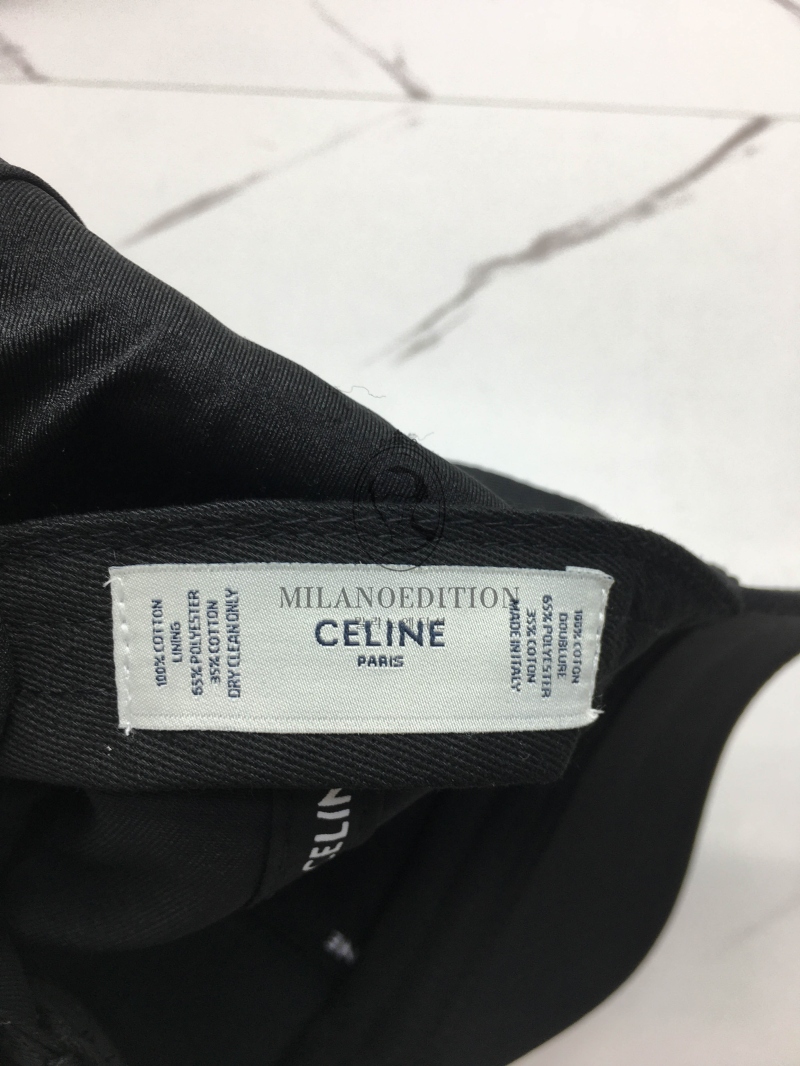 MILANOEDITION
CELINE
PARIS
100% COTTON
LINING
65% POLYESTER
35% COTTON
DRY CLEAN ONLY
100% COTON
DOUBLURE
65% POLYESTER
35% COTON
MADE IN ITALY
CELIN